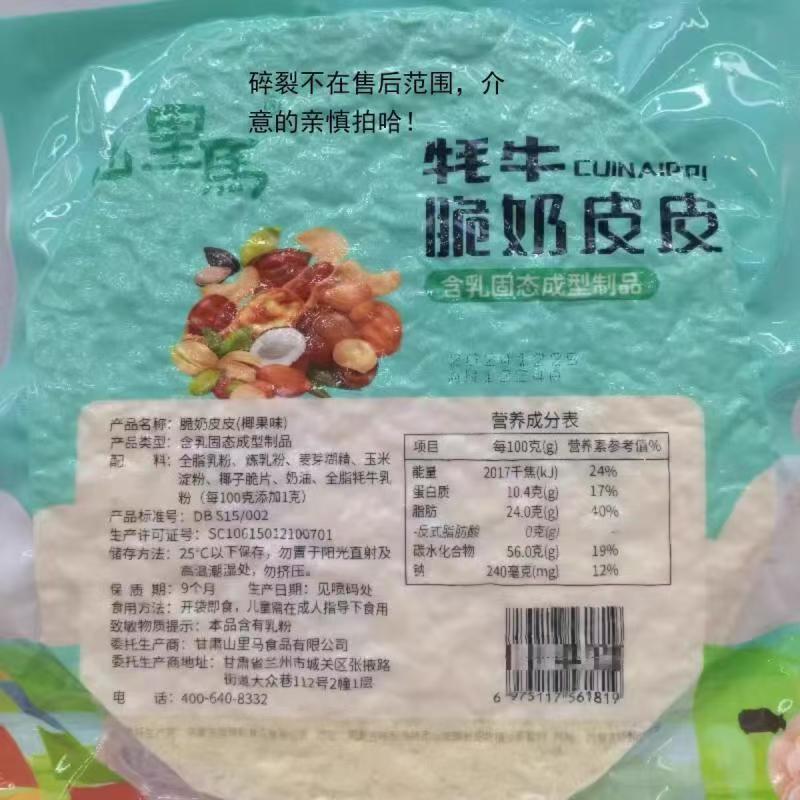 碎裂不在售后范围，介
意的亲慎拍哈！
山里馬
牦牛 CUINAIPPI
脆奶皮皮
含乳固态成型制品
产品名称：脆奶皮皮(椰果味)
产品类型：含乳固态成型制品
配 料：全脂乳粉、炼乳粉、麦芽糊精、玉米
淀粉、椰子脆片、奶油、全脂牦牛乳
粉（每100克添加1克）
产品标准号：DB S15/002
生产许可证号：SC10615012100701
储存方法：25℃以下保存，勿置于阳光直射及
高温潮湿处，勿挤压。
保 质 期：9个月 生产日期：见喷码处
食用方法：开袋即食，儿童需在成人指导下食用
致敏物质提示：本品含有乳粉
委托生产商：甘肃山里马食品有限公司
委托生产商地址：甘肃省兰州市城关区张掖路
街道大众巷112号2幢1层
电 话：400-640-8332
营养成分表
项目 每100克(g) 营养素参考值%
能量 2017千焦(kJ) 24%
蛋白质 10.4克(g) 17%
脂肪 24.0克(g) 40%
-反式脂肪酸 0克(g) -
碳水化合物 56.0克(g) 19%
钠 240毫克(mg) 12%
6 975117 561819